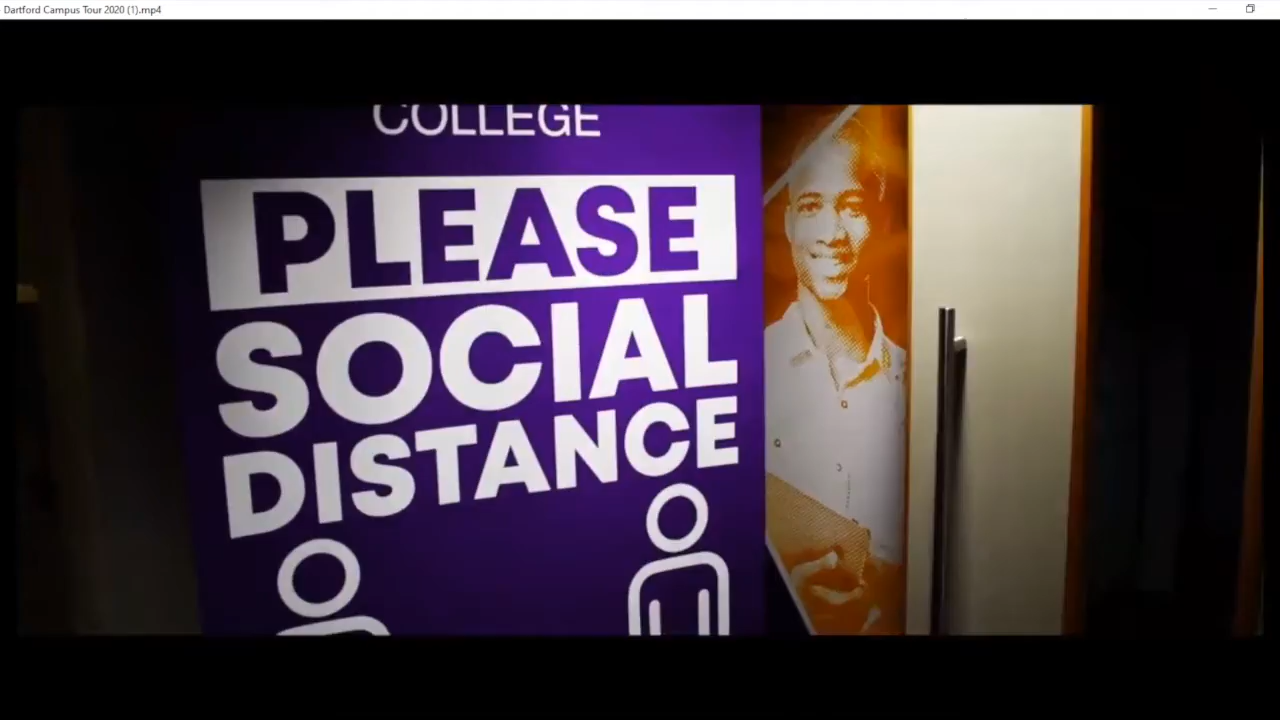 Dartford Campus Tour 2020 (1).mp4
COLLEGE
PLEASE
SOCIAL
DISTANCE